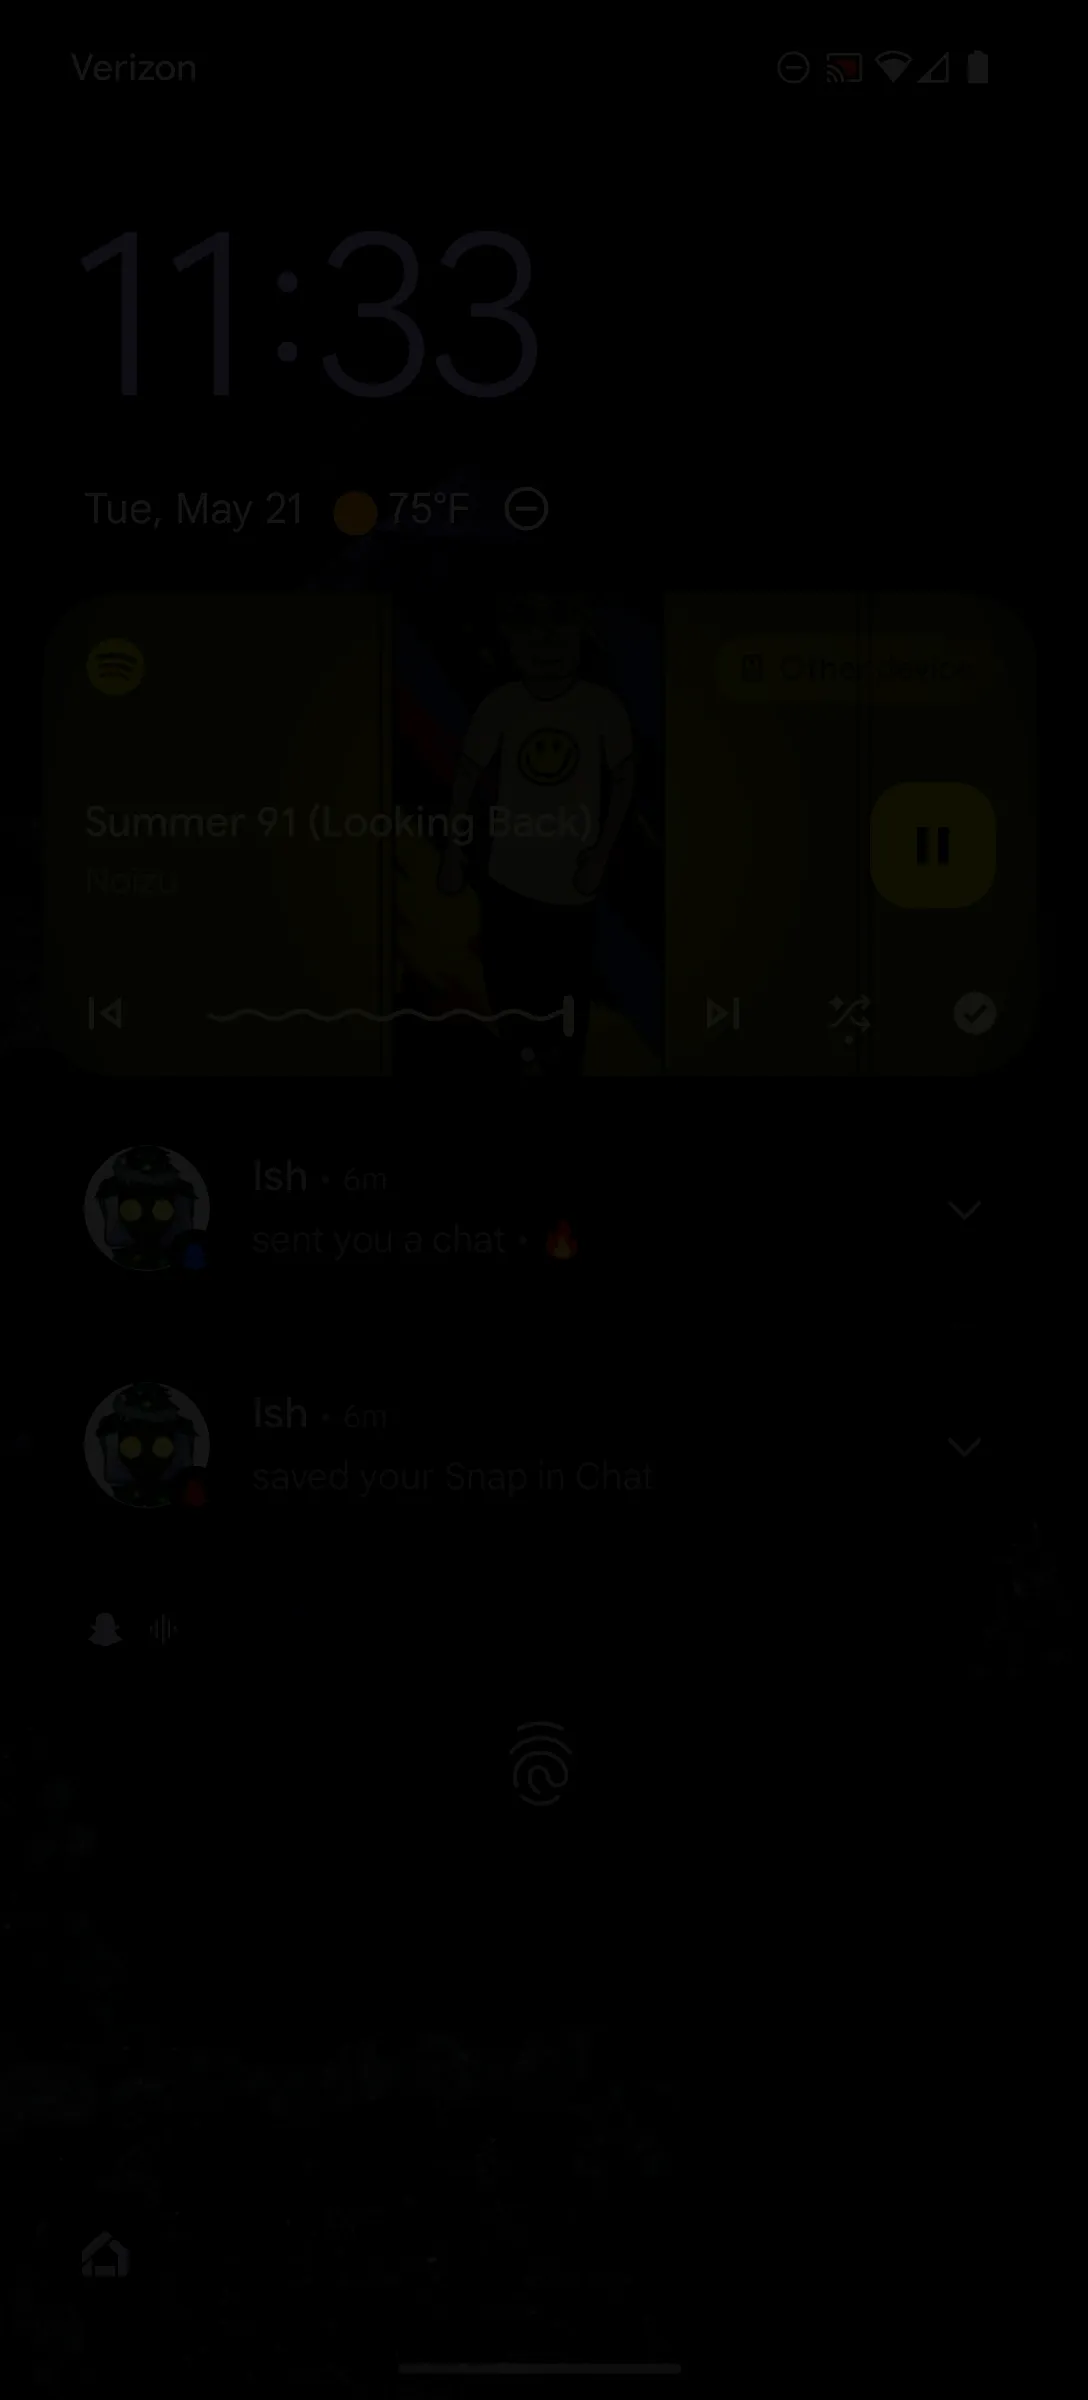 Verizon
11:33
Tue, May 21 75°F
Other device
Summer 91 (Looking Back)
Noizu
Ish • 6m
sent you a chat • 🔥
Ish • 6m
saved your Snap in Chat